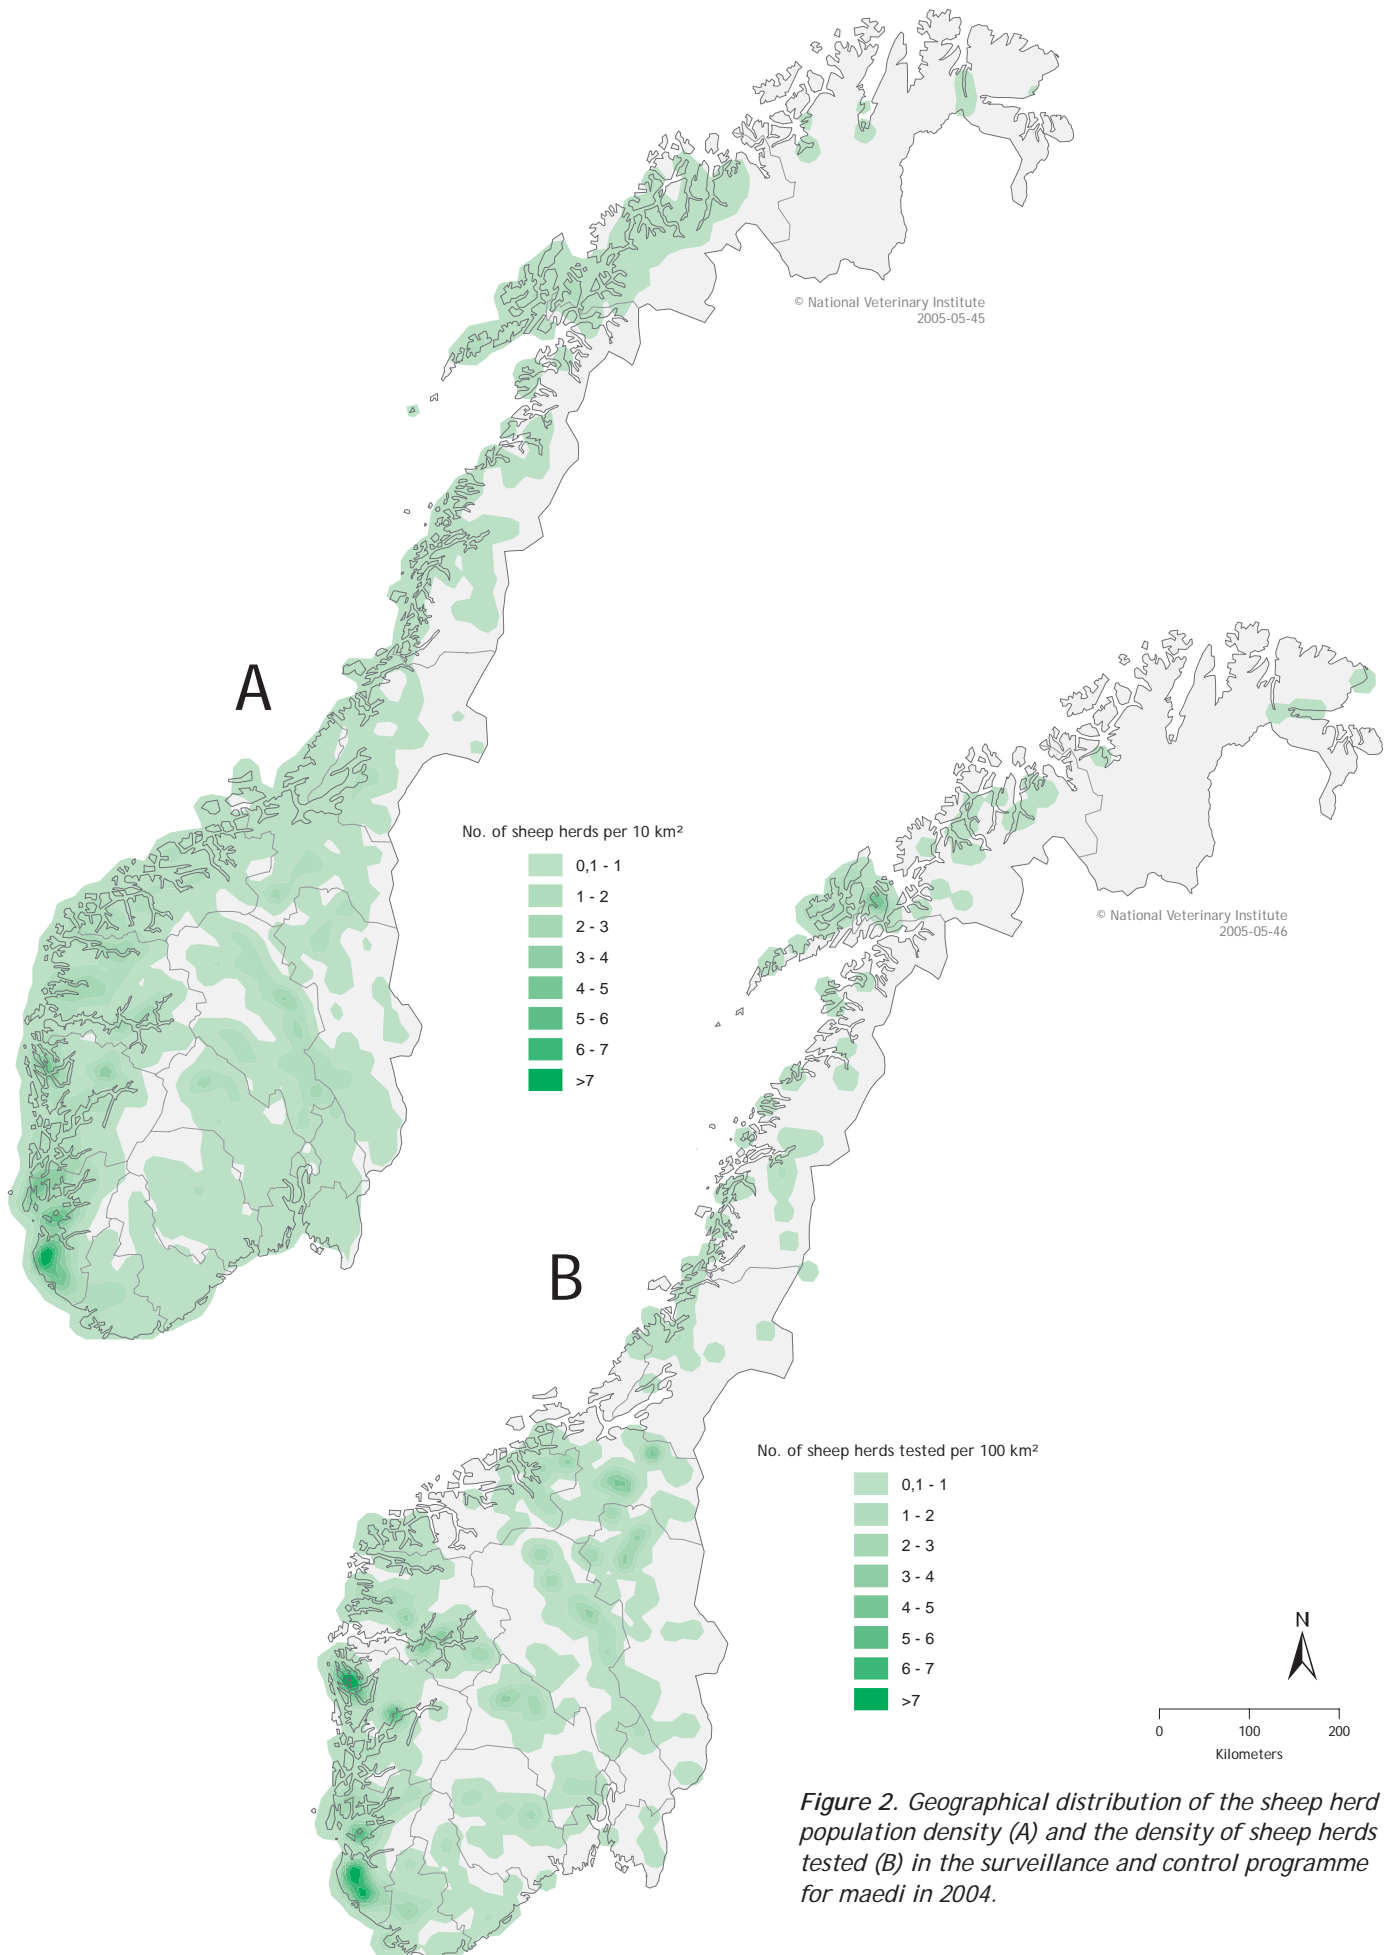 © National Veterinary Institute
2005-05-45
A
No. of sheep herds per 10 km²
0,1 - 1
1 - 2
2 - 3
3 - 4
4 - 5
5 - 6
6 - 7
>7
© National Veterinary Institute
2005-05-46
B
No. of sheep herds tested per 100 km²
0,1 - 1
1 - 2
2 - 3
3 - 4
4 - 5
5 - 6
6 - 7
>7
N
0 100 200
Kilometers
Figure 2. Geographical distribution of the sheep herd
population density (A) and the density of sheep herds
tested (B) in the surveillance and control programme
for maedi in 2004.